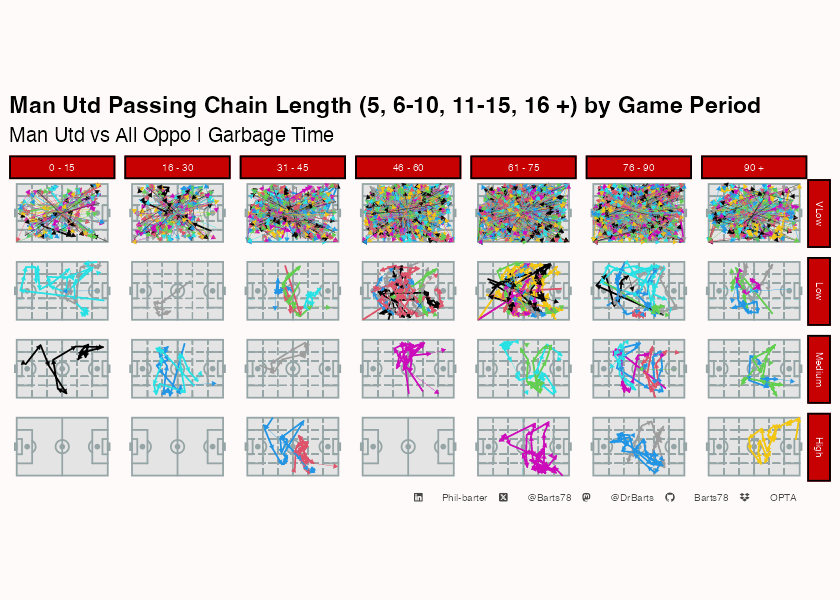 Man Utd Passing Chain Length (5, 6-10, 11-15, 16 +) by Game Period
Man Utd vs All Oppo I Garbage Time
0 - 15 16 - 30 31 - 45 46 - 60 61 - 75 76 - 90 90 +
VLow
Low
Medium
High
Phil-barter @Barts78 @DrBarts Barts78 OPTA